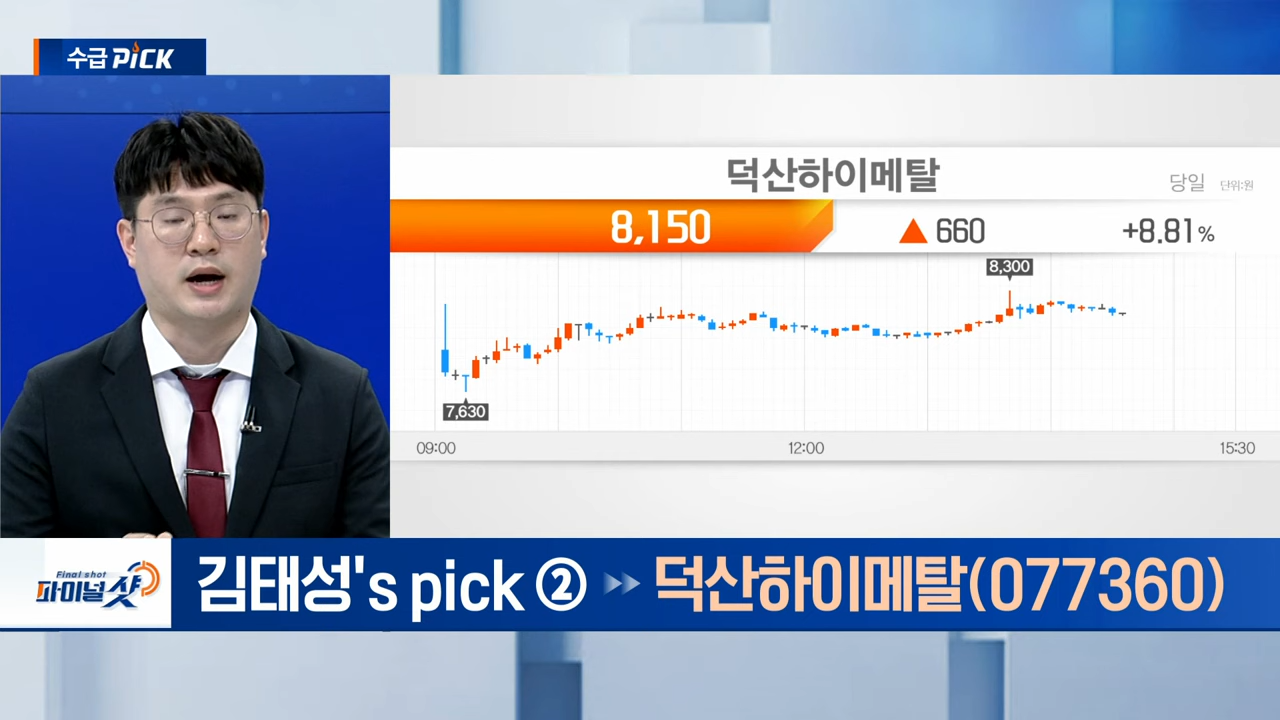 수급 PiCK
덕산하이메탈
당일 단위:원
8,150 ▲ 660 +8.81%
8,300
7,630
09:00 12:00 15:30
Final shot
파이널샷
김태성's pick ② ▶▶ 덕산하이메탈(077360)